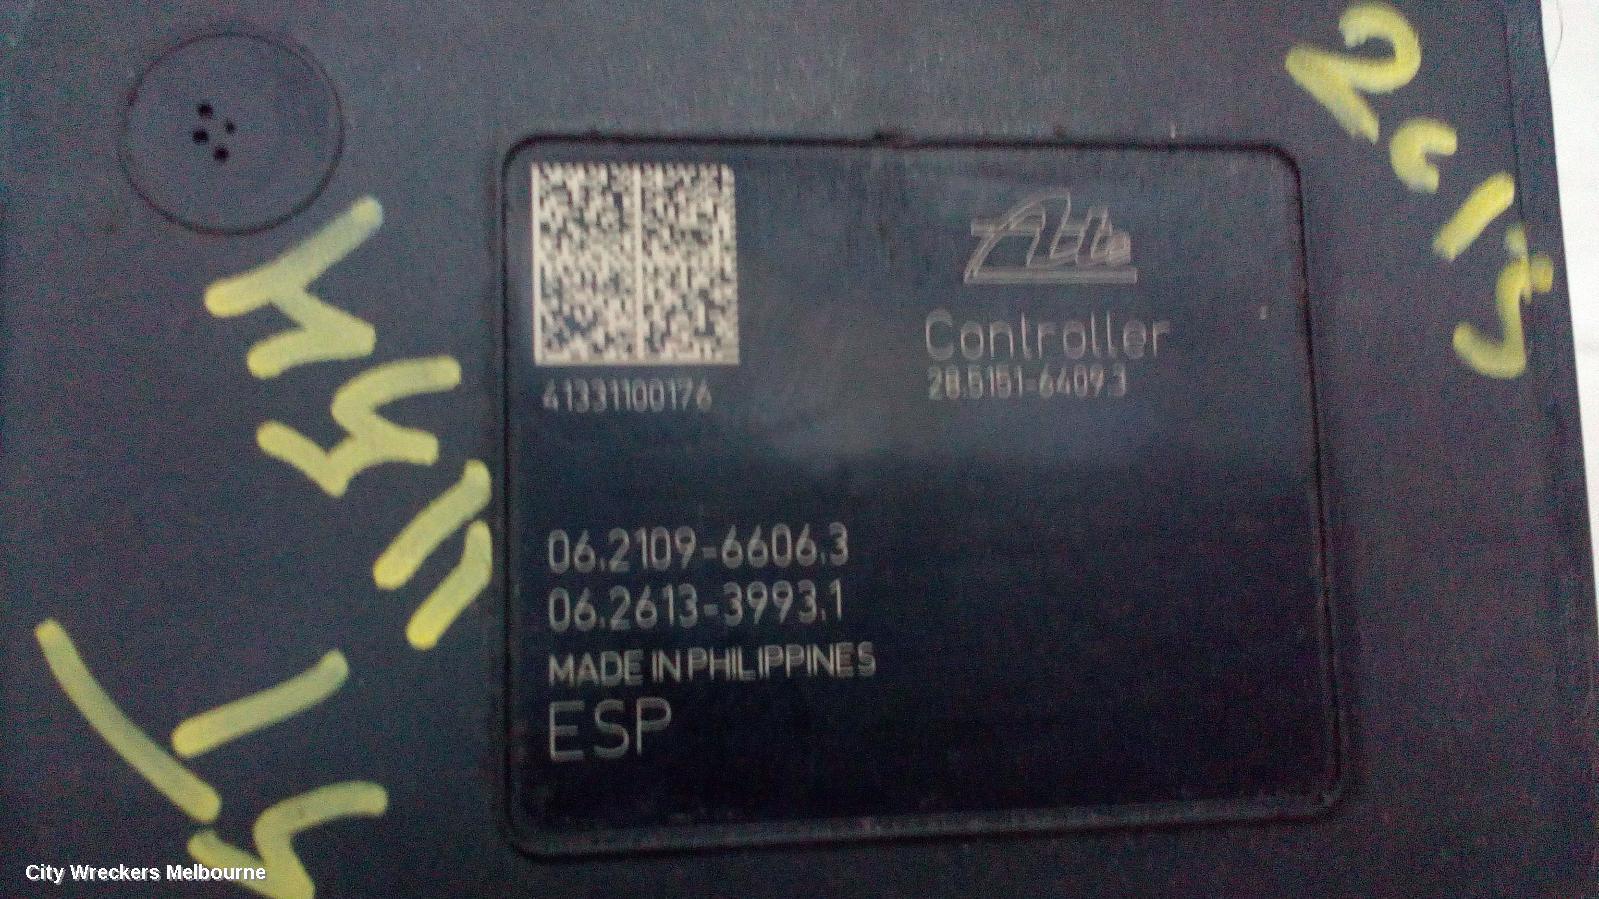 Ate
Controller
28.5151-6409.3
41331100176
06.2109-6606.3
06.2613-3993.1
MADE IN PHILIPPINES
ESP
City Wreckers Melbourne